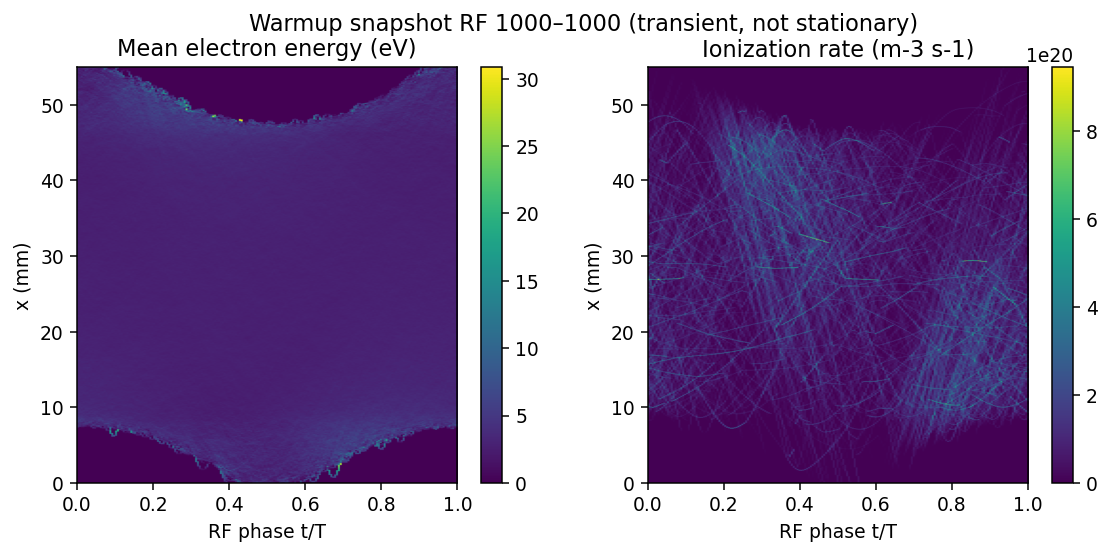 Warmup snapshot RF 1000–1000 (transient, not stationary)
Mean electron energy (eV)
Ionization rate (m-3 s-1)
1e20
x (mm)
50
40
30
20
10
0
0.0 0.2 0.4 0.6 0.8 1.0
RF phase t/T
30
25
20
15
10
5
0
x (mm)
50
40
30
20
10
0
0.0 0.2 0.4 0.6 0.8 1.0
RF phase t/T
8
6
4
2
0